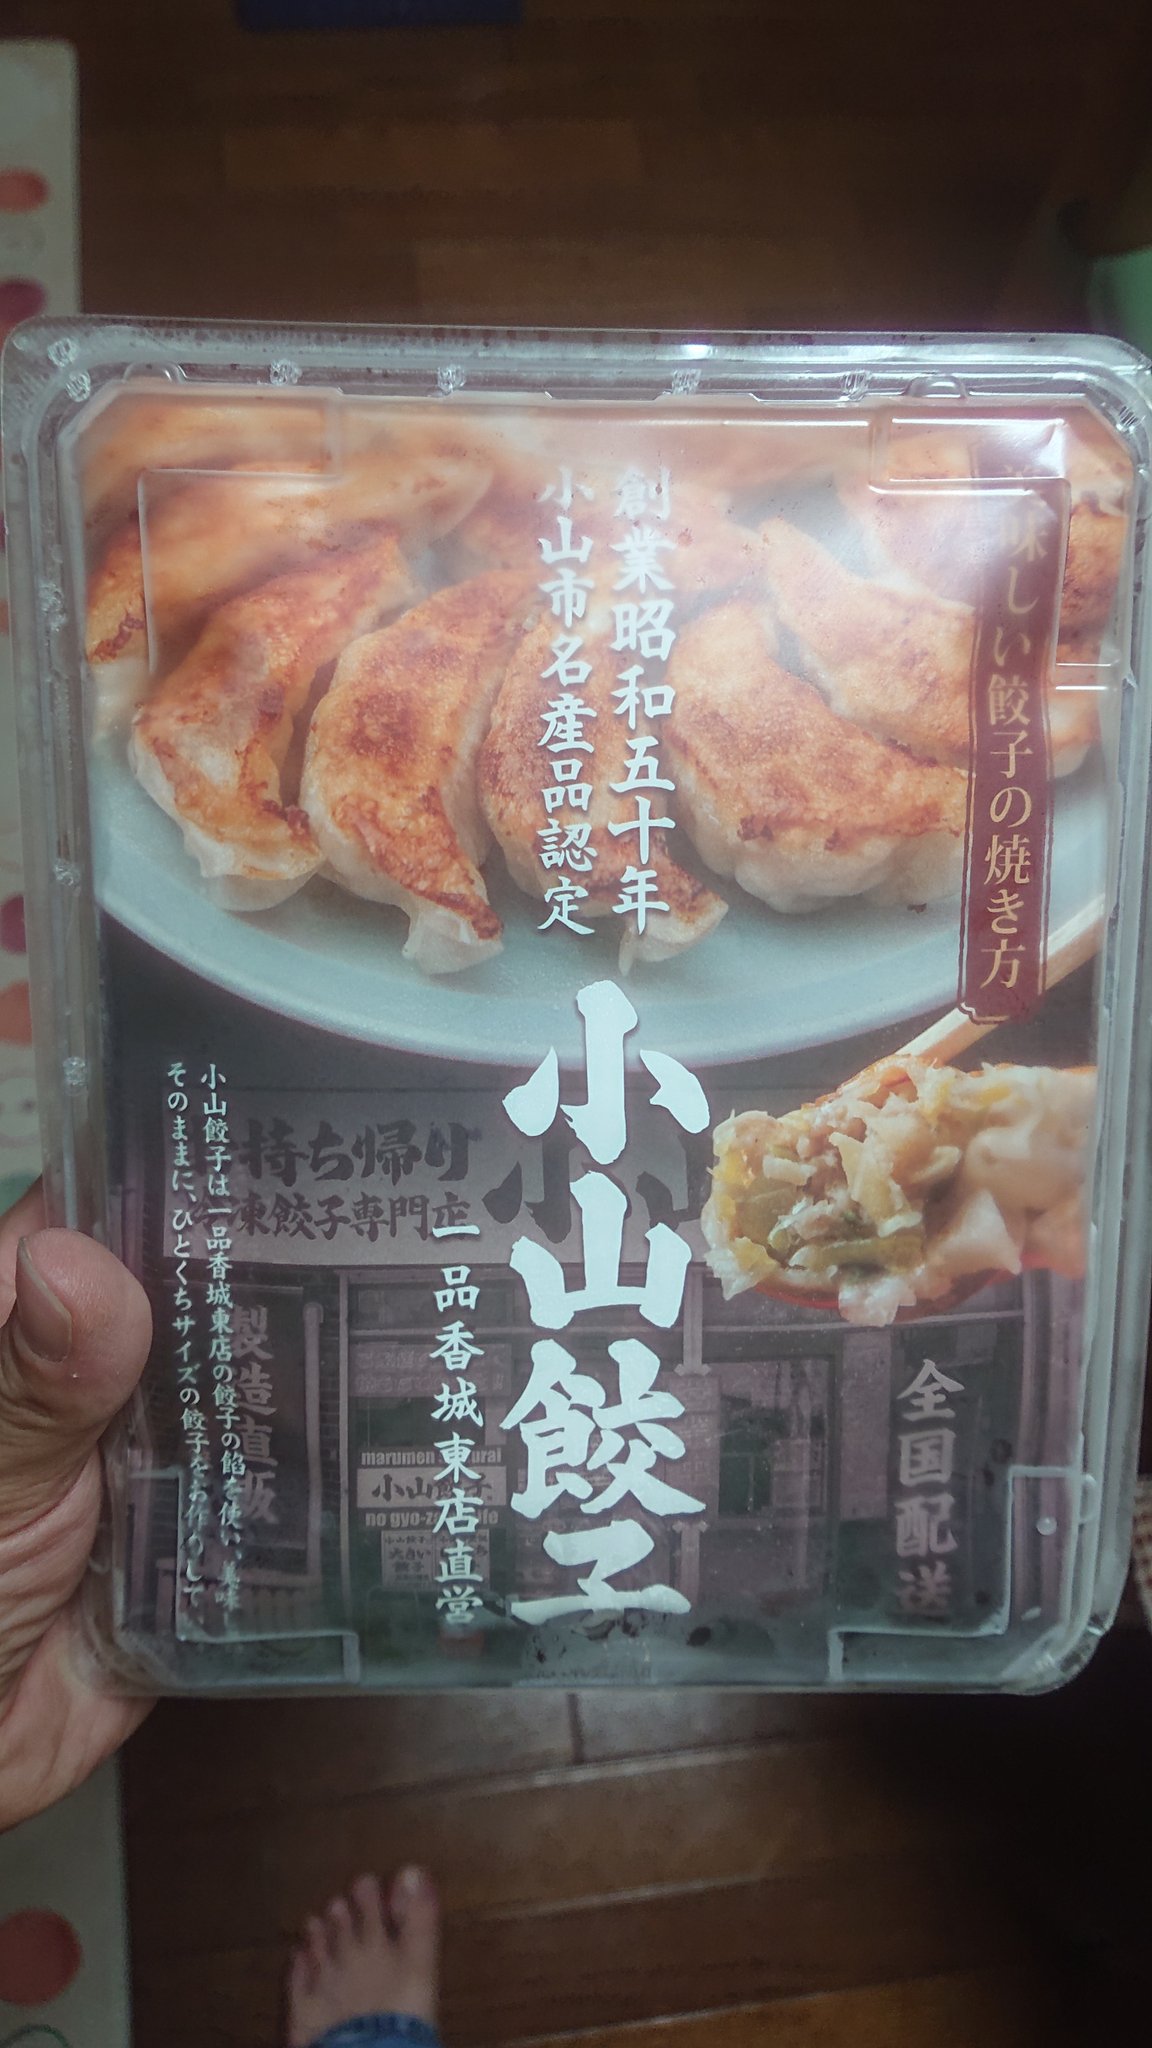 味しい餃子の焼き方
創業昭和五十年
小山市名産品認定
小山餃子
一品香城東店直営
全国配送
持ち帰り
凍餃子専門店
製造直販
marumen
小山餃子
no gyo-za
小山餃子は一品香城東店の餃子の餡を使い、美味
そのままに、ひとくちサイズの餃子をお作りして